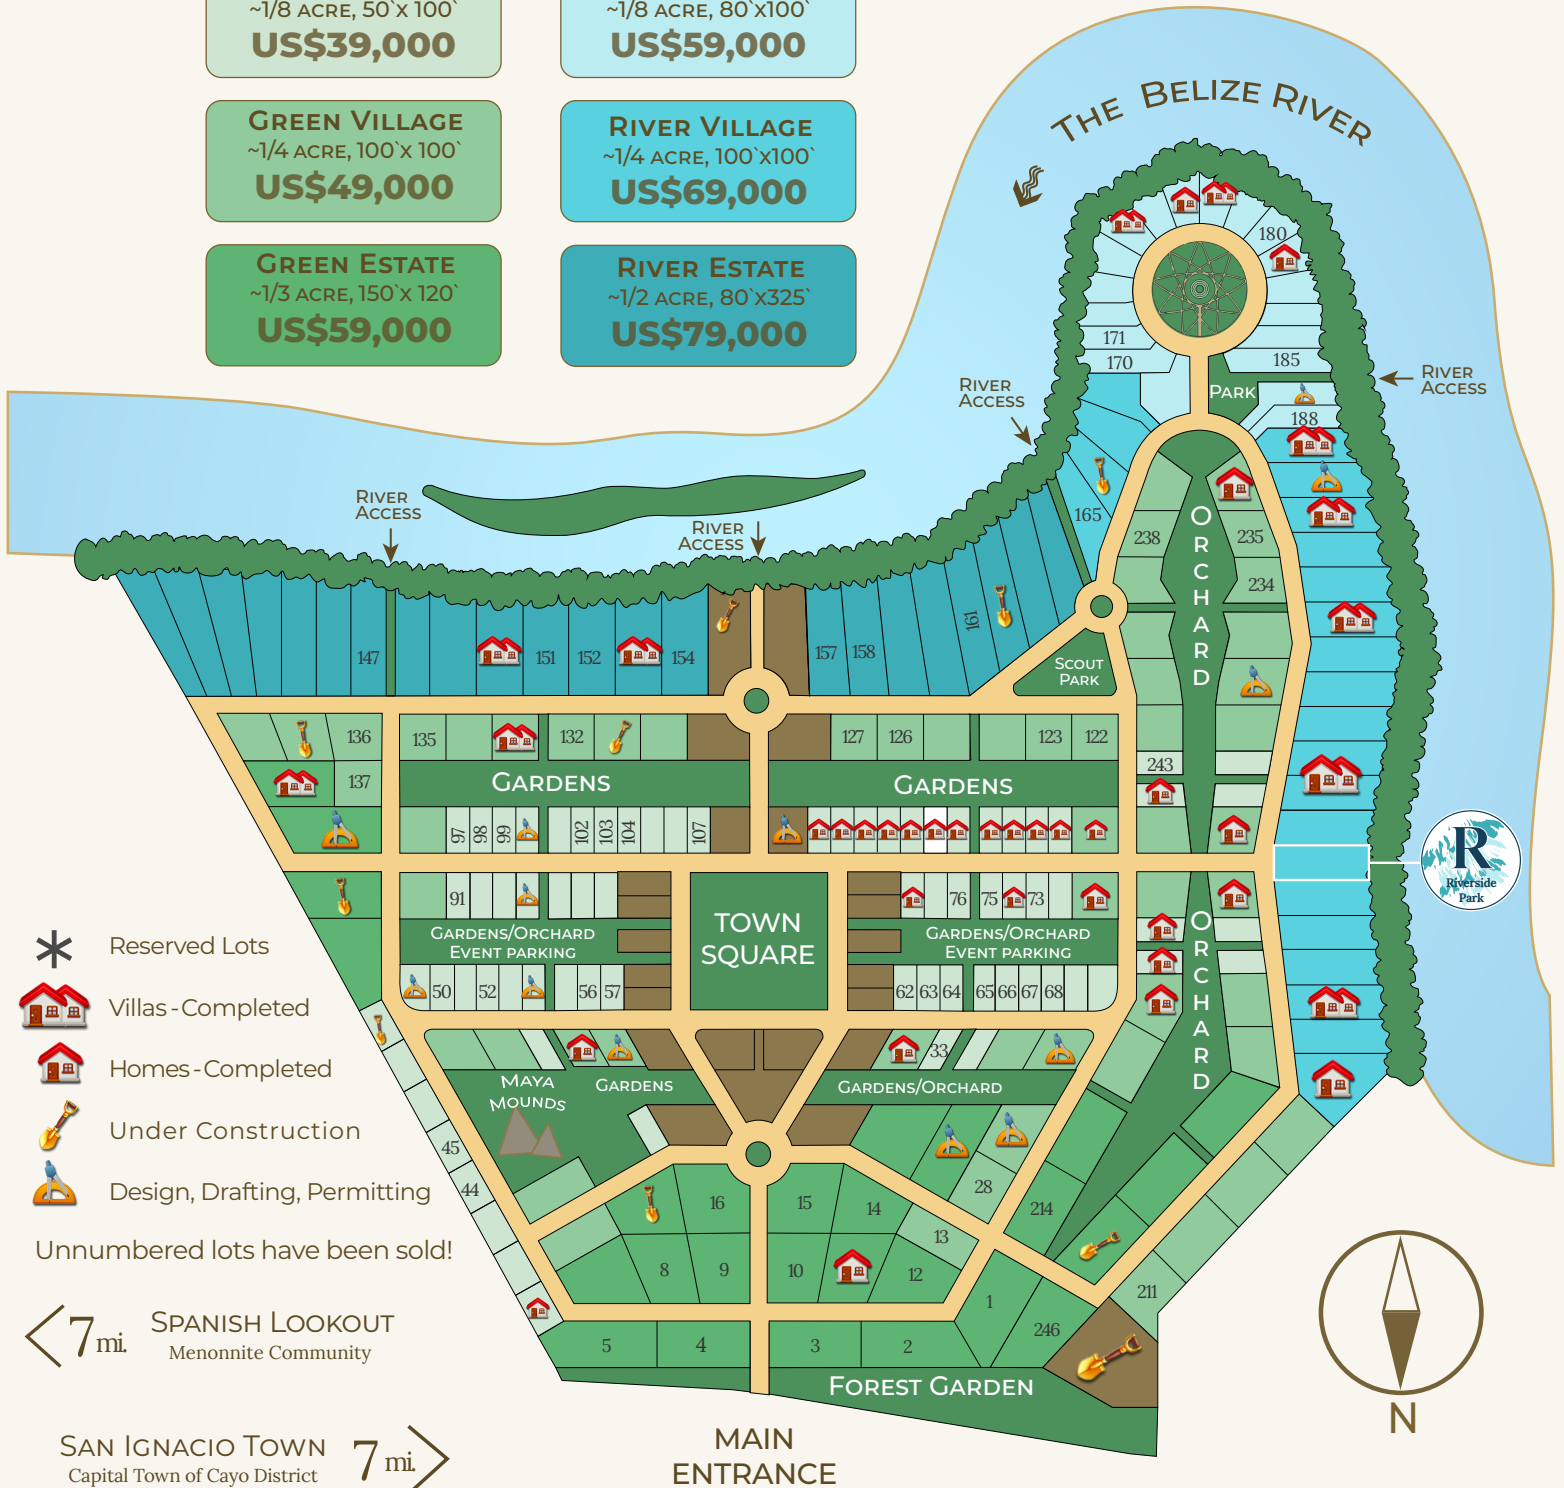 ~1/8 ACRE, 50`x 100`
US$39,000
~1/8 ACRE, 80`x100`
US$59,000
GREEN VILLAGE
~1/4 ACRE, 100`x 100`
US$49,000
RIVER VILLAGE
~1/4 ACRE, 100`x100`
US$69,000
GREEN ESTATE
~1/3 ACRE, 150`x 120`
US$59,000
RIVER ESTATE
~1/2 ACRE, 80`x325`
US$79,000
THE BELIZE RIVER
180
171
170
185
PARK
188
RIVER
ACCESS
RIVER
ACCESS
RIVER
ACCESS
RIVER
ACCESS
165
238
235
234
ORCHARD
161
147
151
152
154
157
158
SCOUT
PARK
136
135
132
127
126
123
122
137
GARDENS
GARDENS
243
97
98
99
102
103
104
107
R
Riverside
Park
91
76
75
73
TOWN
SQUARE
GARDENS/ORCHARD
EVENT PARKING
GARDENS/ORCHARD
EVENT PARKING
ORCHARD
50
52
56
57
62
63
64
65
66
67
68
33
MAYA
MOUNDS
GARDENS
GARDENS/ORCHARD
45
44
28
214
16
15
14
13
8
9
10
12
1
211
246
5
4
3
2
FOREST GARDEN
Reserved Lots
Villas-Completed
Homes-Completed
Under Construction
Design, Drafting, Permitting
Unnumbered lots have been sold!
7 mi.
SPANISH LOOKOUT
Menonnite Community
SAN IGNACIO TOWN
Capital Town of Cayo District
7 mi.
MAIN
ENTRANCE
N